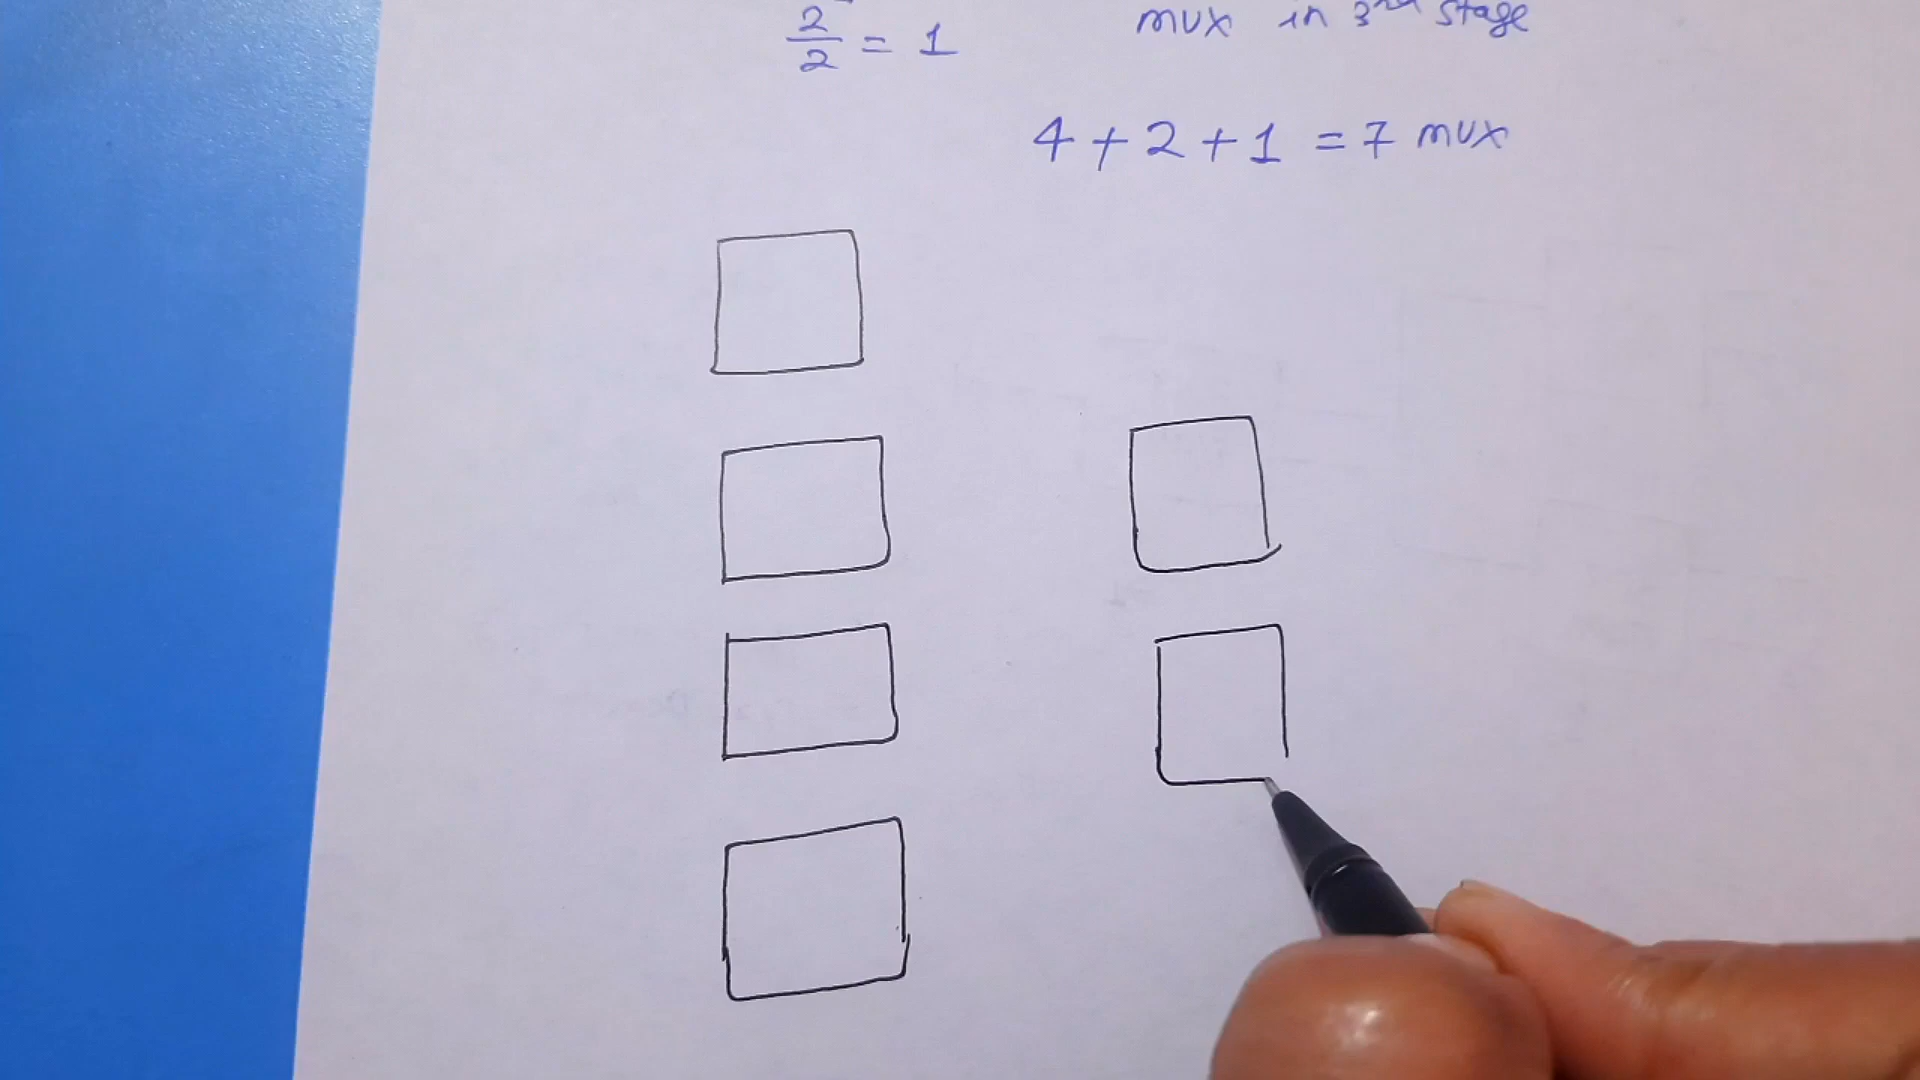 2/2 = 1
mux in 3rd stage
4 + 2 + 1 = 7 mux